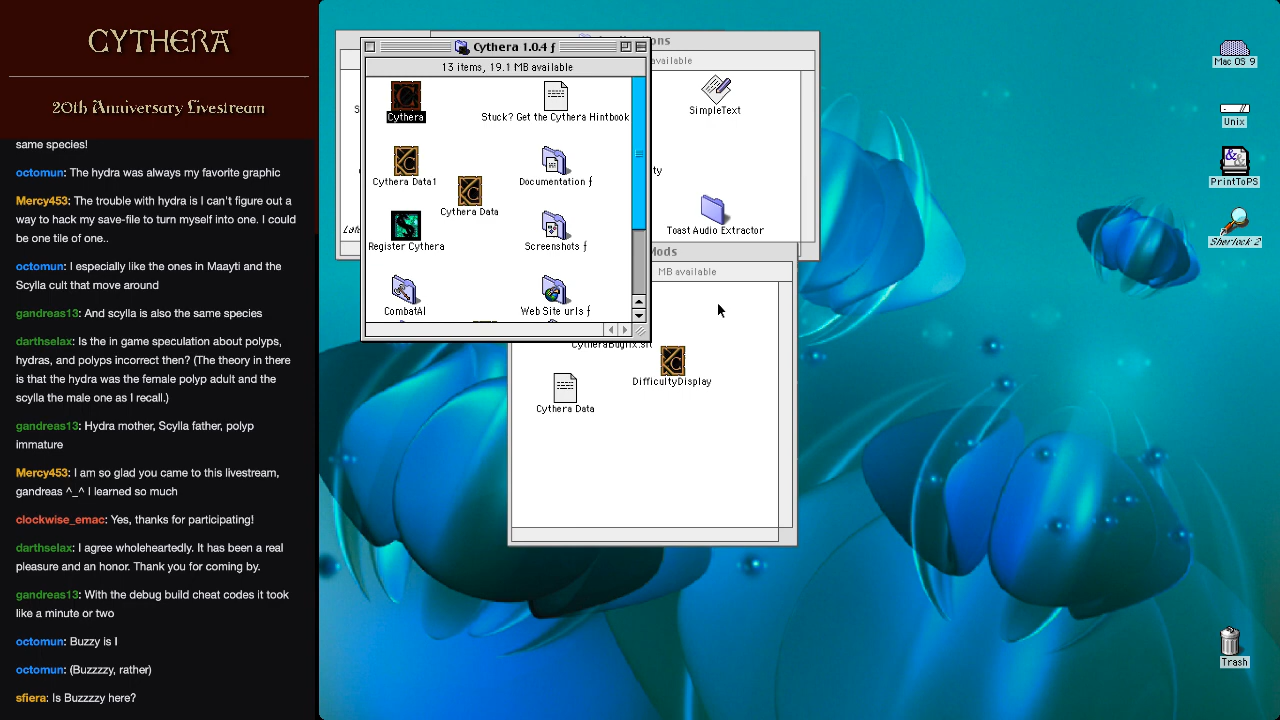 CYTHERA
20th Anniversary Livestream
same species!
octomun: The hydra was always my favorite graphic
Mercy453: The trouble with hydra is I can't figure out a
way to hack my save-file to turn myself into one. I could
be one tile of one..
octomun: I especially like the ones in Maayti and the
Scylla cult that move around
gandreas13: And scylla is also the same species
darthselax: Is the in game speculation about polyps,
hydras, and polyps incorrect then? (The theory in there
is that the hydra was the female polyp adult and the
scylla the male one as I recall.)
gandreas13: Hydra mother, Scylla father, polyp
immature
Mercy453: I am so glad you came to this livestream,
gandreas ^_^ I learned so much
clockwise_emac: Yes, thanks for participating!
darthselax: I agree wholeheartedly. It has been a real
pleasure and an honor. Thank you for coming by.
gandreas13: With the debug build cheat codes it took
like a minute or two
octomun: Buzzy is I
octomun: (Buzzzzy, rather)
sfiera: Is Buzzzzy here?
Cythera 1.0.4 ƒ
13 items, 19.1 MB available
Cythera
Stuck? Get the Cythera Hintbook
Cythera Data1
Cythera Data
Documentation ƒ
Register Cythera
Screenshots ƒ
CombatAI
Web Site urls ƒ
ons
available
SimpleText
ty
Toast Audio Extractor
Mods
MB available
CytheraBugfix.sit
DifficultyDisplay
Cythera Data
Mac OS 9
Unix
PrintToPS
Sherlock 2
Trash